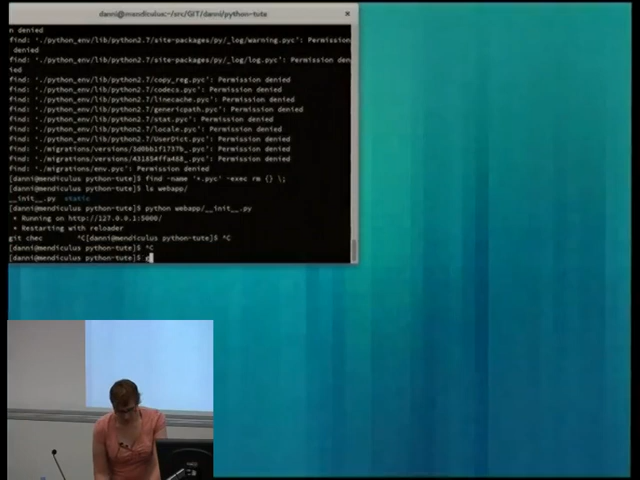 danni@mendiculus:~/src/GIT/danni/python-tute
n denied
find: './python_env/lib/python2.7/site-packages/py/_log/warning.pyc': Permission
denied
find: './python_env/lib/python2.7/site-packages/py/_log/log.pyc': Permission den
ied
find: './python_env/lib/python2.7/copy_reg.pyc': Permission denied
find: './python_env/lib/python2.7/codecs.pyc': Permission denied
find: './python_env/lib/python2.7/linecache.pyc': Permission denied
find: './python_env/lib/python2.7/genericpath.pyc': Permission denied
find: './python_env/lib/python2.7/stat.pyc': Permission denied
find: './python_env/lib/python2.7/locale.pyc': Permission denied
find: './python_env/lib/python2.7/UserDict.pyc': Permission denied
find: './migrations/versions/3d0bb1f1737b_.pyc': Permission denied
find: './migrations/versions/431854ffa488_.pyc': Permission denied
find: './migrations/env.pyc': Permission denied
[danni@mendiculus python-tute]$ find -name '*.pyc' -exec rm {} \;
[danni@mendiculus python-tute]$ ls webapp/
__init__.py static
[danni@mendiculus python-tute]$ python webapp/__init__.py
* Running on http://127.0.0.1:5000/
* Restarting with reloader
git chec ^C[danni@mendiculus python-tute]$ ^C
[danni@mendiculus python-tute]$ ^C
[danni@mendiculus python-tute]$